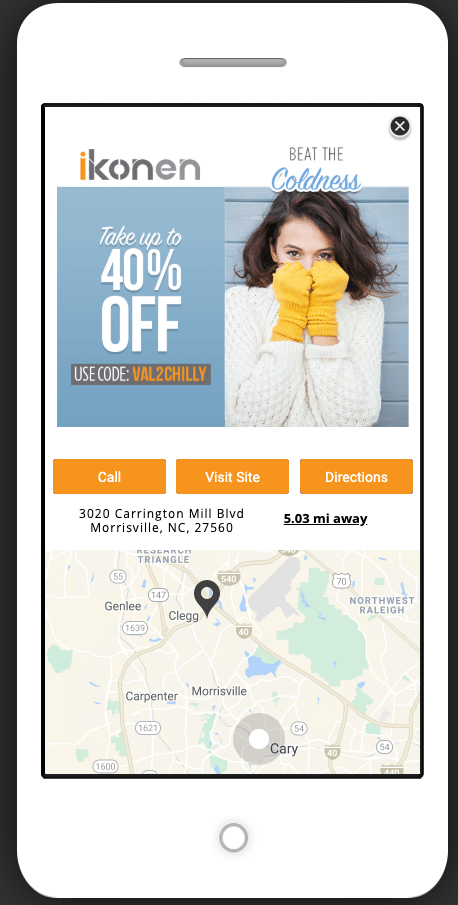 ikonen
BEAT THE
Coldness
Take up to
40%
OFF
USE CODE: VAL2CHILLY
Call
Visit Site
Directions
3020 Carrington Mill Blvd
Morrisville, NC, 27560
5.03 mi away
RESEARCH
TRIANGLE
55
540
70
147
Genlee
NORTHWEST
RALEIGH
Clegg
1639
40
Carpenter
Morrisville
1621
54
Cary
40
54
1600
440